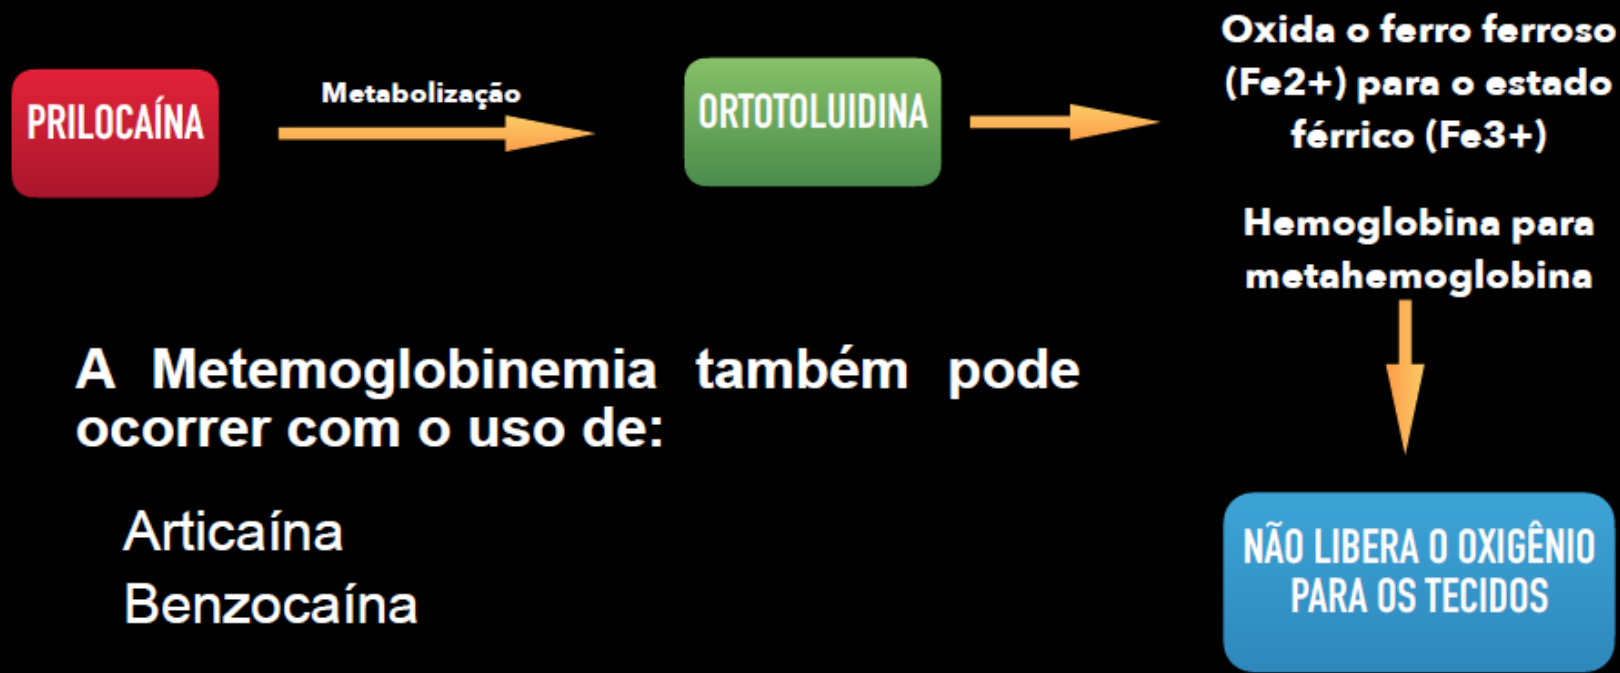 PRILOCAÍNA
Metabolização
ORTOTOLUIDINA
Oxida o ferro ferroso
(Fe2+) para o estado
férrico (Fe3+)
Hemoglobina para
metahemoglobina
A Metemoglobinemia também pode
ocorrer com o uso de:
Articaína
Benzocaína
NÃO LIBERA O OXIGÊNIO
PARA OS TECIDOS